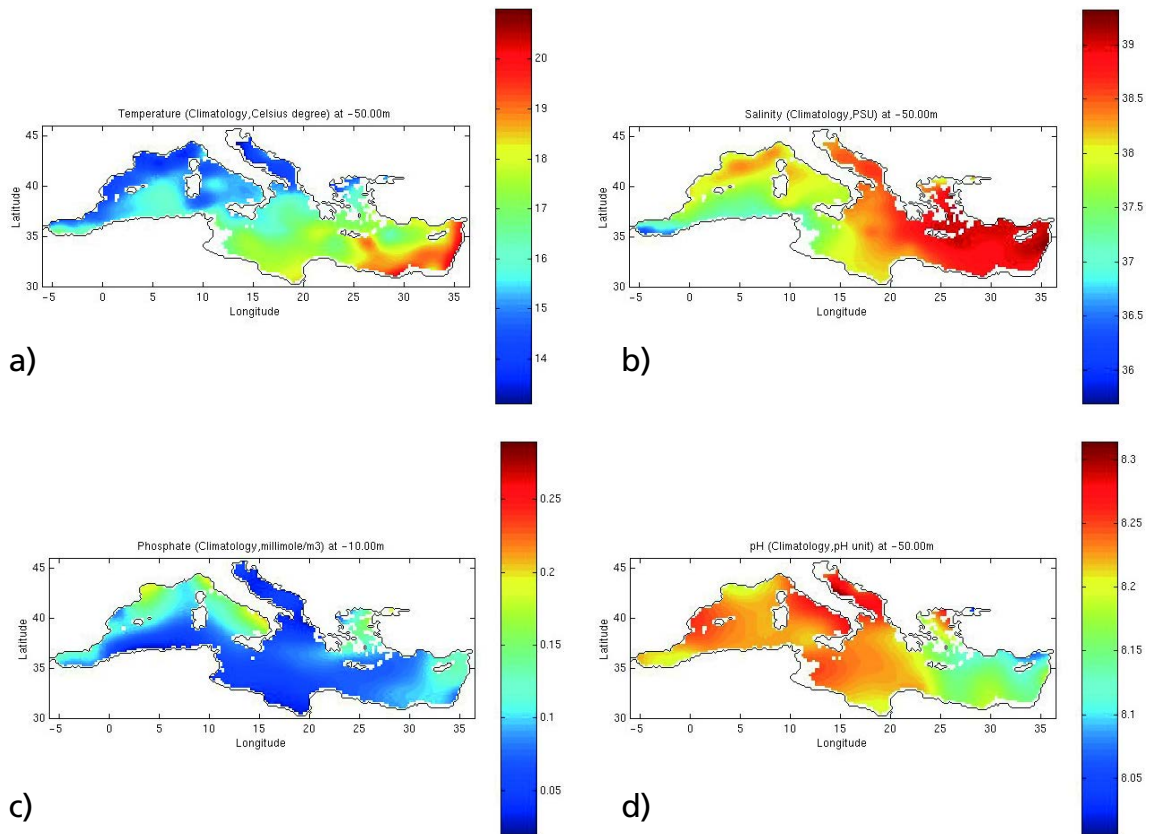 Temperature (Climatology,Celsius degree) at −50.00m
45
40
35
30
Latitude
−5 0 5 10 15 20 25 30 35
Longitude
20
19
18
17
16
15
14
a)
Salinity (Climatology,PSU) at −50.00m
45
40
35
30
Latitude
−5 0 5 10 15 20 25 30 35
Longitude
39
38.5
38
37.5
37
36.5
36
b)
Phosphate (Climatology,millimole/m3) at −10.00m
45
40
35
30
Latitude
−5 0 5 10 15 20 25 30 35
Longitude
0.25
0.2
0.15
0.1
0.05
c)
pH (Climatology,pH unit) at −50.00m
45
40
35
30
Latitude
−5 0 5 10 15 20 25 30 35
Longitude
8.3
8.25
8.2
8.15
8.1
8.05
d)